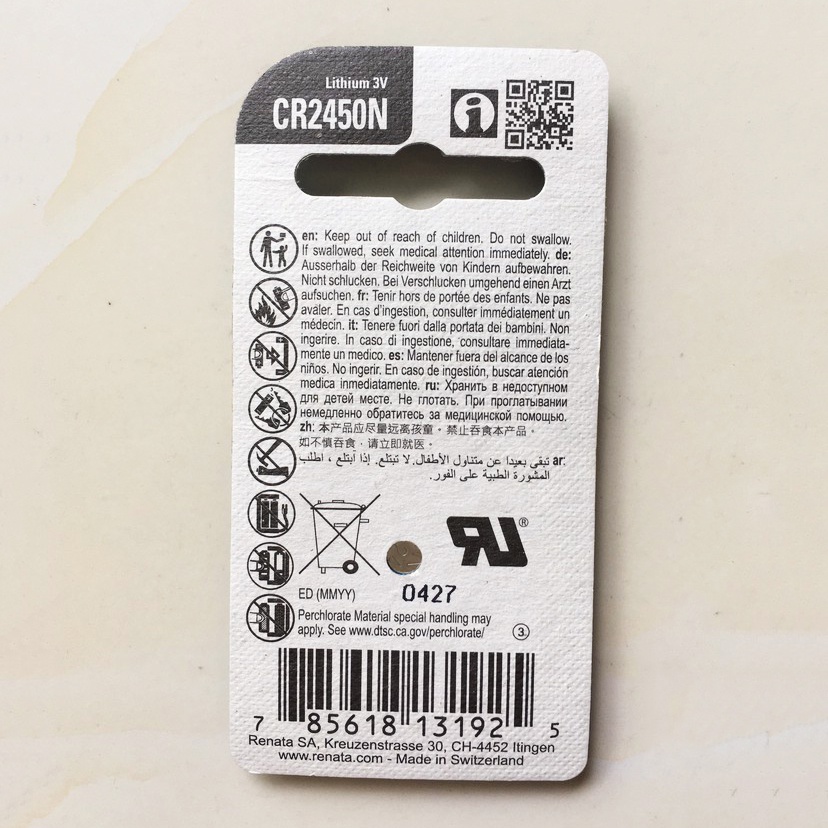 Lithium 3V
CR2450N
en: Keep out of reach of children. Do not swallow.
If swallowed, seek medical attention immediately. de:
Ausserhalb der Reichweite von Kindern aufbewahren.
Nicht schlucken. Bei Verschlucken umgehend einen Arzt
aufsuchen. fr: Tenir hors de portée des enfants. Ne pas
avaler. En cas d'ingestion, consulter immédiatement un
médecin. it: Tenere fuori dalla portata dei bambini. Non
ingerire. In caso di ingestione, consultare immediata-
mente un medico. es: Mantener fuera del alcance de los
niños. No ingerir. En caso de ingestión, buscar atención
medica inmediatamente. ru: Хранить в недоступном
для детей месте. Не глотать. При проглатывании
немедленно обратитесь за медицинской помощью.
zh: 本产品应尽量远离孩童。禁止吞食本产品。
如不慎吞食，请立即就医。
ar: تبقى بعيدا عن متناول الأطفال. لا تبتلع. إذا أبتلع ، اطلب
المشورة الطبية على الفور.
RU®
ED (MMYY) 0427
Perchlorate Material special handling may
apply. See www.dtsc.ca.gov/perchlorate/ 3
7 85618 13192 5
Renata SA, Kreuzenstrasse 30, CH-4452 Itingen
www.renata.com - Made in Switzerland